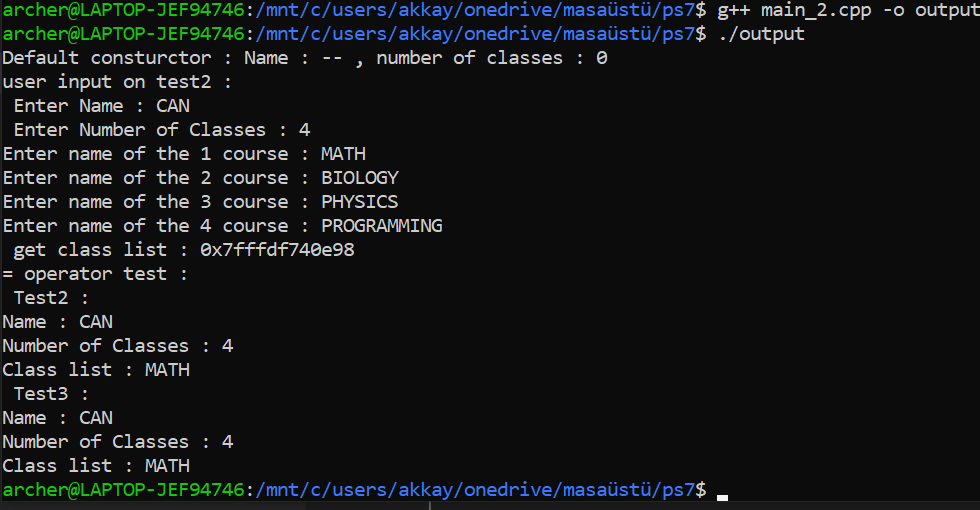 archer@LAPTOP-JEF94746:/mnt/c/users/akkay/onedrive/masaüstü/ps7$ g++ main_2.cpp -o output
archer@LAPTOP-JEF94746:/mnt/c/users/akkay/onedrive/masaüstü/ps7$ ./output
Default consturctor : Name : -- , number of classes : 0
user input on test2 :
 Enter Name : CAN
 Enter Number of Classes : 4
Enter name of the 1 course : MATH
Enter name of the 2 course : BIOLOGY
Enter name of the 3 course : PHYSICS
Enter name of the 4 course : PROGRAMMING
 get class list : 0x7fffdf740e98
= operator test :
 Test2 :
Name : CAN
Number of Classes : 4
Class list : MATH
 Test3 :
Name : CAN
Number of Classes : 4
Class list : MATH
archer@LAPTOP-JEF94746:/mnt/c/users/akkay/onedrive/masaüstü/ps7$